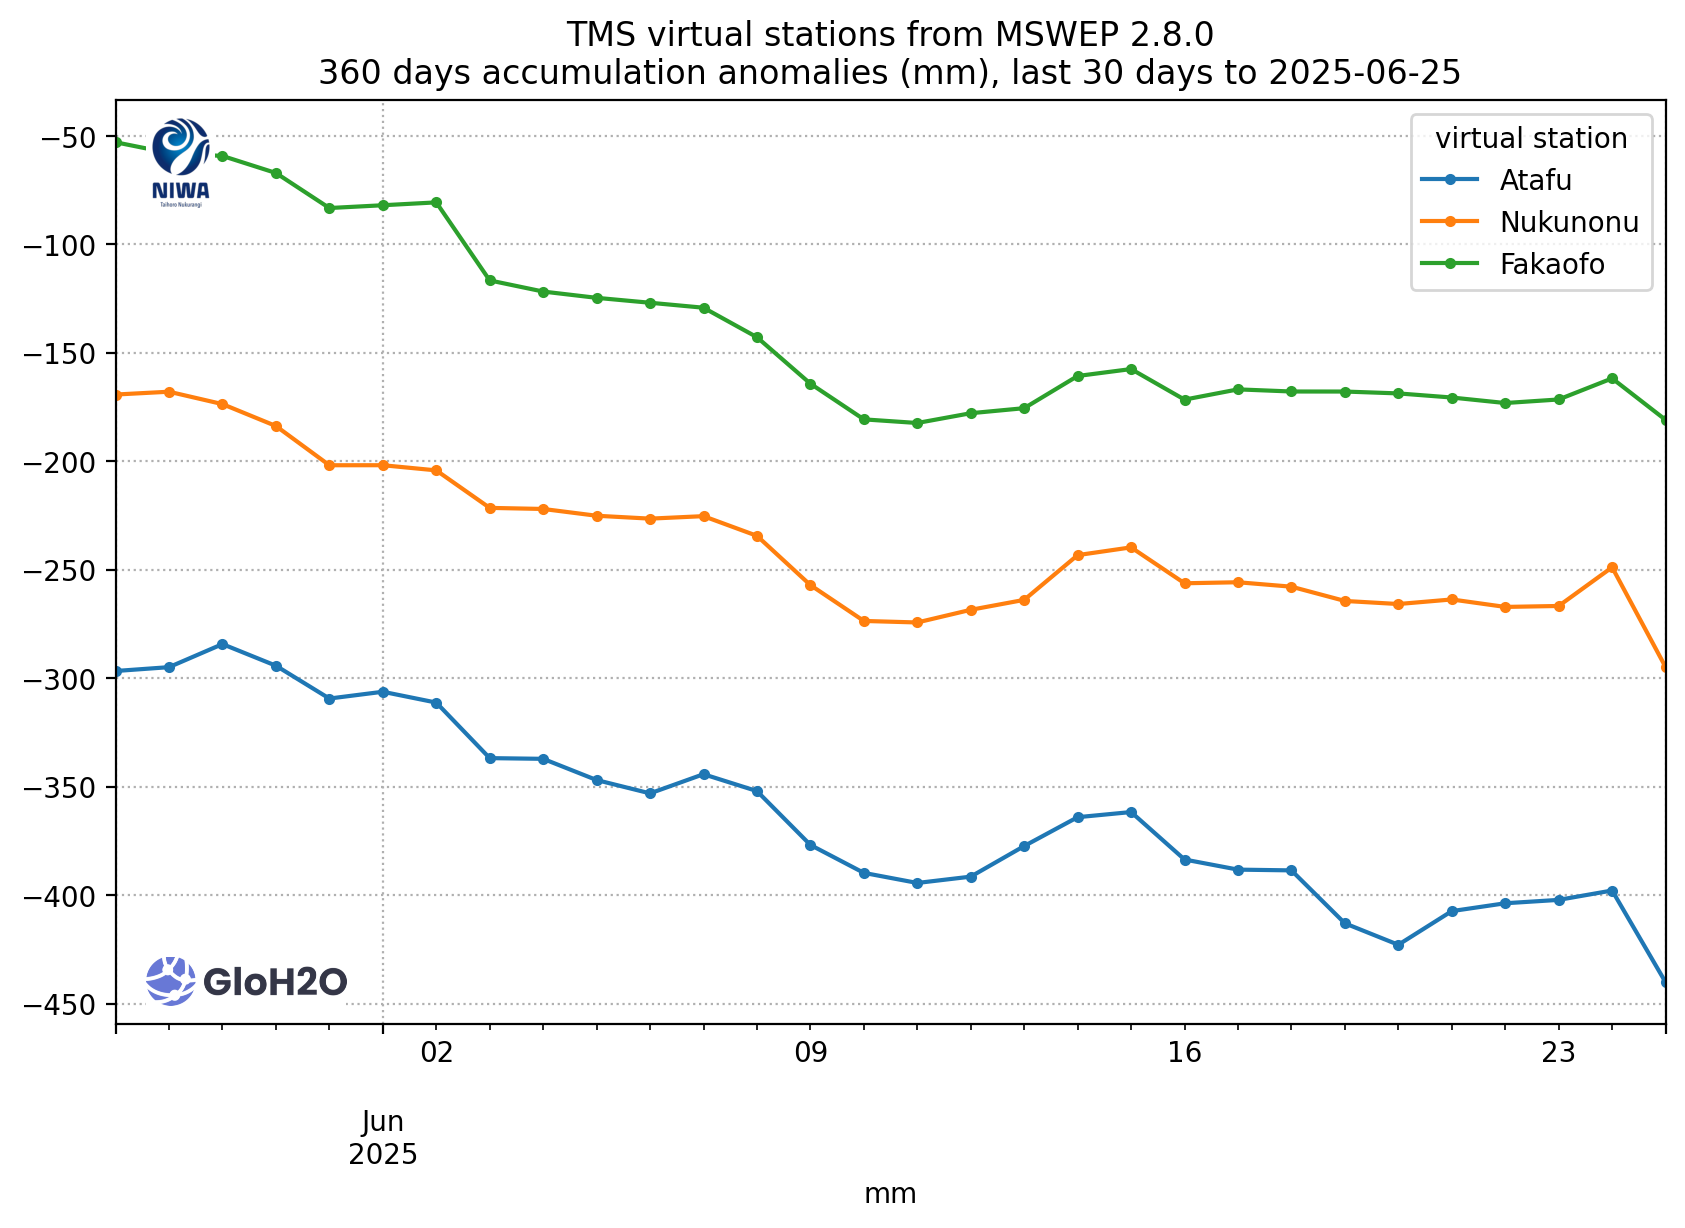 TMS virtual stations from MSWEP 2.8.0
360 days accumulation anomalies (mm), last 30 days to 2025-06-25
−50
−100
−150
−200
−250
−300
−350
−400
−450
NIWA
Taihoro Nukurangi
virtual station
Atafu
Nukunonu
Fakaofo
GloH2O
02
09
16
23
Jun
2025
mm